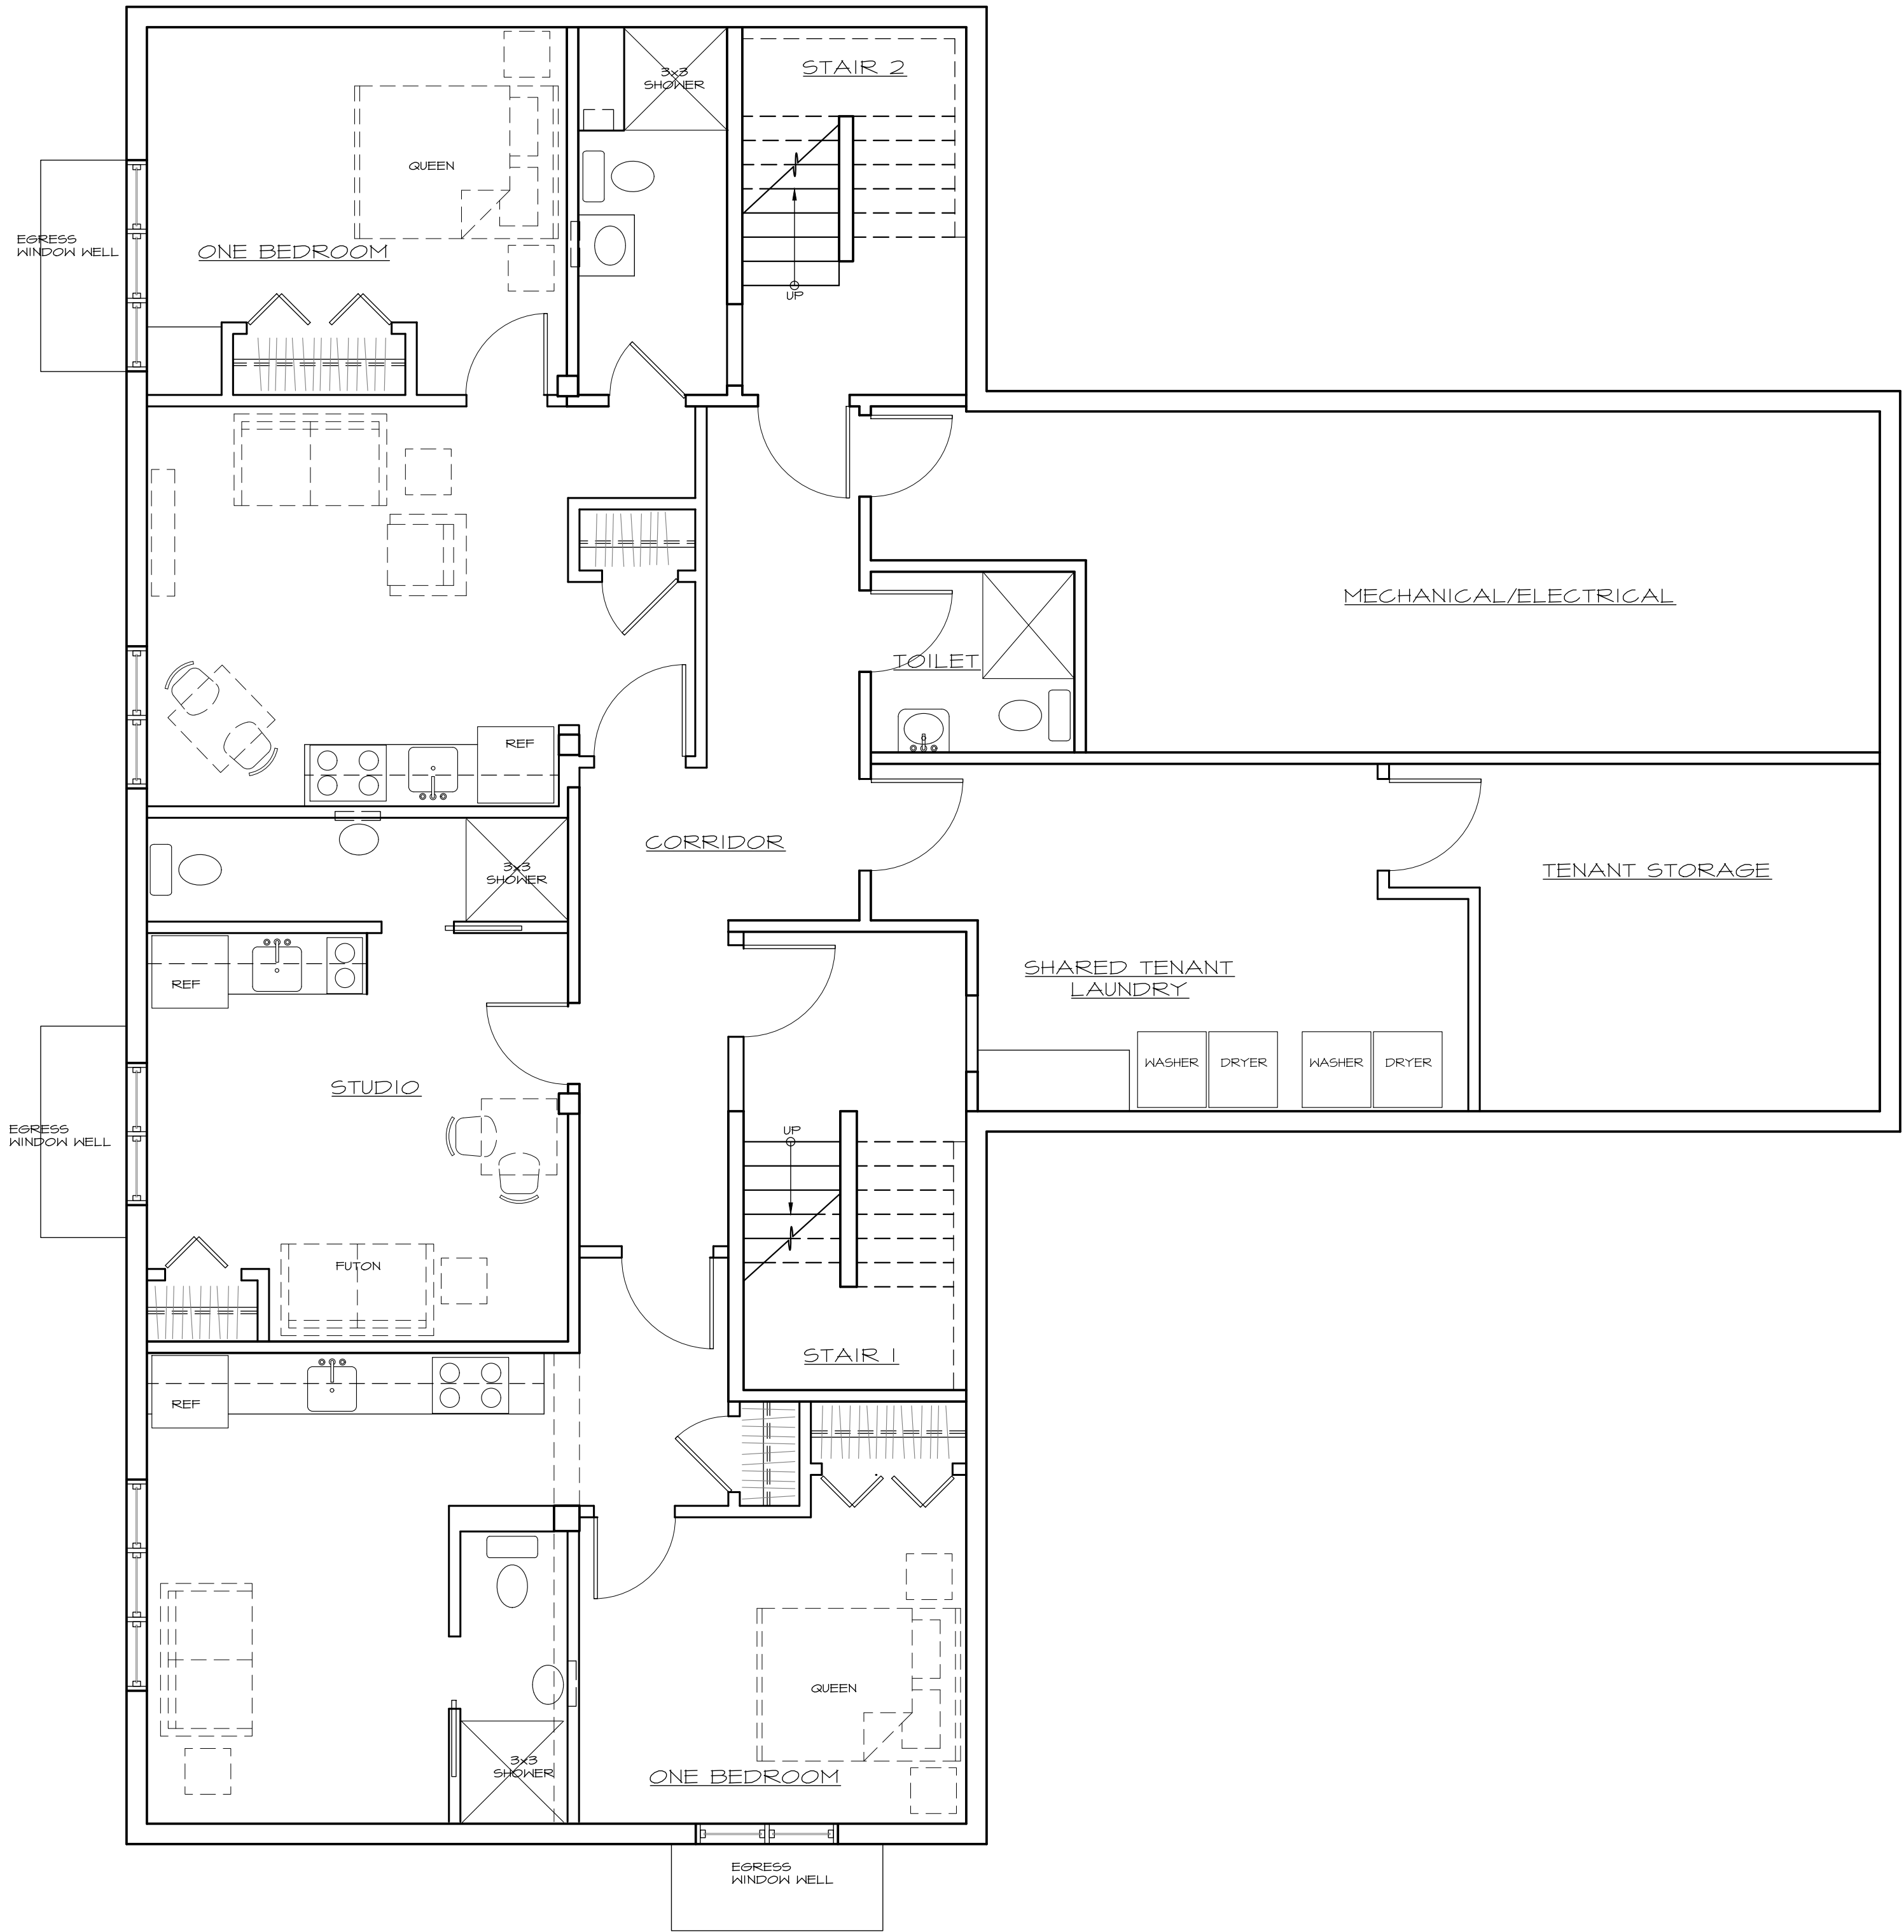 STAIR 2
3x3
SHOWER
QUEEN
EGRESS
WINDOW WELL
ONE BEDROOM
UP
MECHANICAL/ELECTRICAL
TOILET
REF
CORRIDOR
3x3
SHOWER
TENANT STORAGE
SHARED TENANT
LAUNDRY
REF
WASHER
DRYER
WASHER
DRYER
STUDIO
EGRESS
WINDOW WELL
UP
FUTON
STAIR 1
REF
QUEEN
3x3
SHOWER
ONE BEDROOM
EGRESS
WINDOW WELL